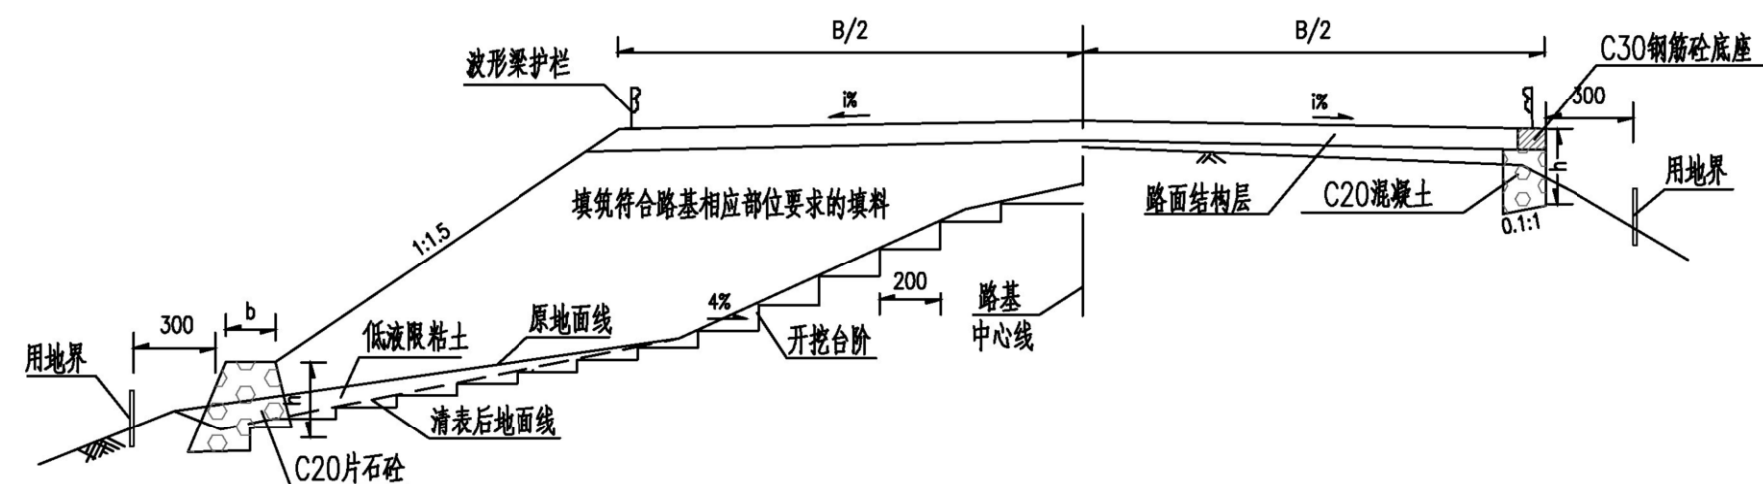 B/2
B/2
波形梁护栏
C30钢筋砼底座
i%
i%
300
h
用地界
填筑符合路基相应部位要求的填料
路面结构层
C20混凝土
0.1:1
1:1.5
200
4%
路基
中心线
b
300
低液限粘土
原地面线
开挖台阶
用地界
h
清表后地面线
C20片石砼